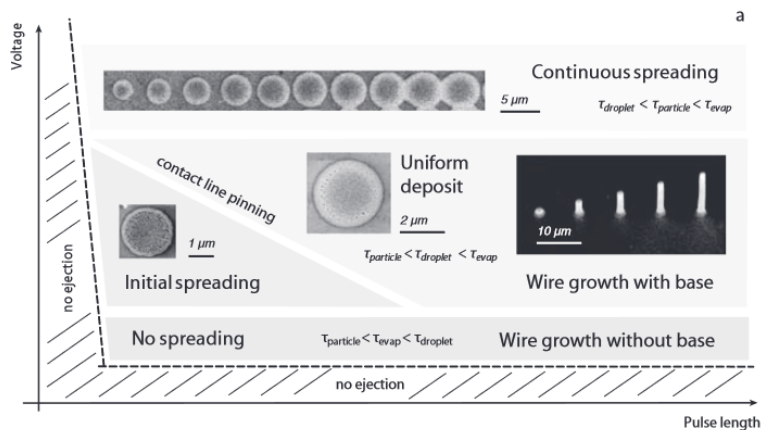 a
Voltage
Continuous spreading
5 µm
τdroplet < τparticle < τevap
contact line pinning
Uniform
deposit
2 µm
1 µm
10 µm
τparticle < τdroplet < τevap
no ejection
Initial spreading
Wire growth with base
No spreading
τparticle < τevap < τdroplet
Wire growth without base
no ejection
Pulse length